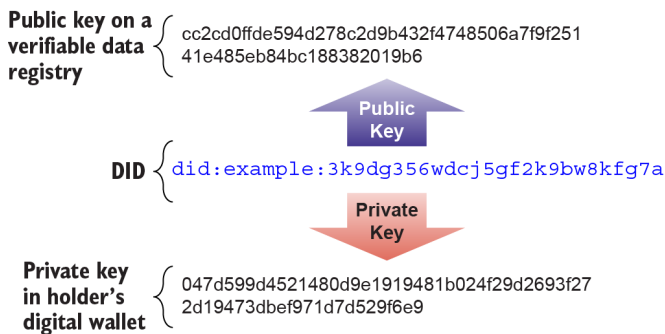 Public key on a
verifiable data
registry
cc2cd0ffde594d278c2d9b432f4748506a7f9f251
41e485eb84bc188382019b6
Public
Key
DID
did:example:3k9dg356wdcj5gf2k9bw8kfg7a
Private
Key
Private key
in holder's
digital wallet
047d599d4521480d9e1919481b024f29d2693f27
2d19473dbef971d7d529f6e9